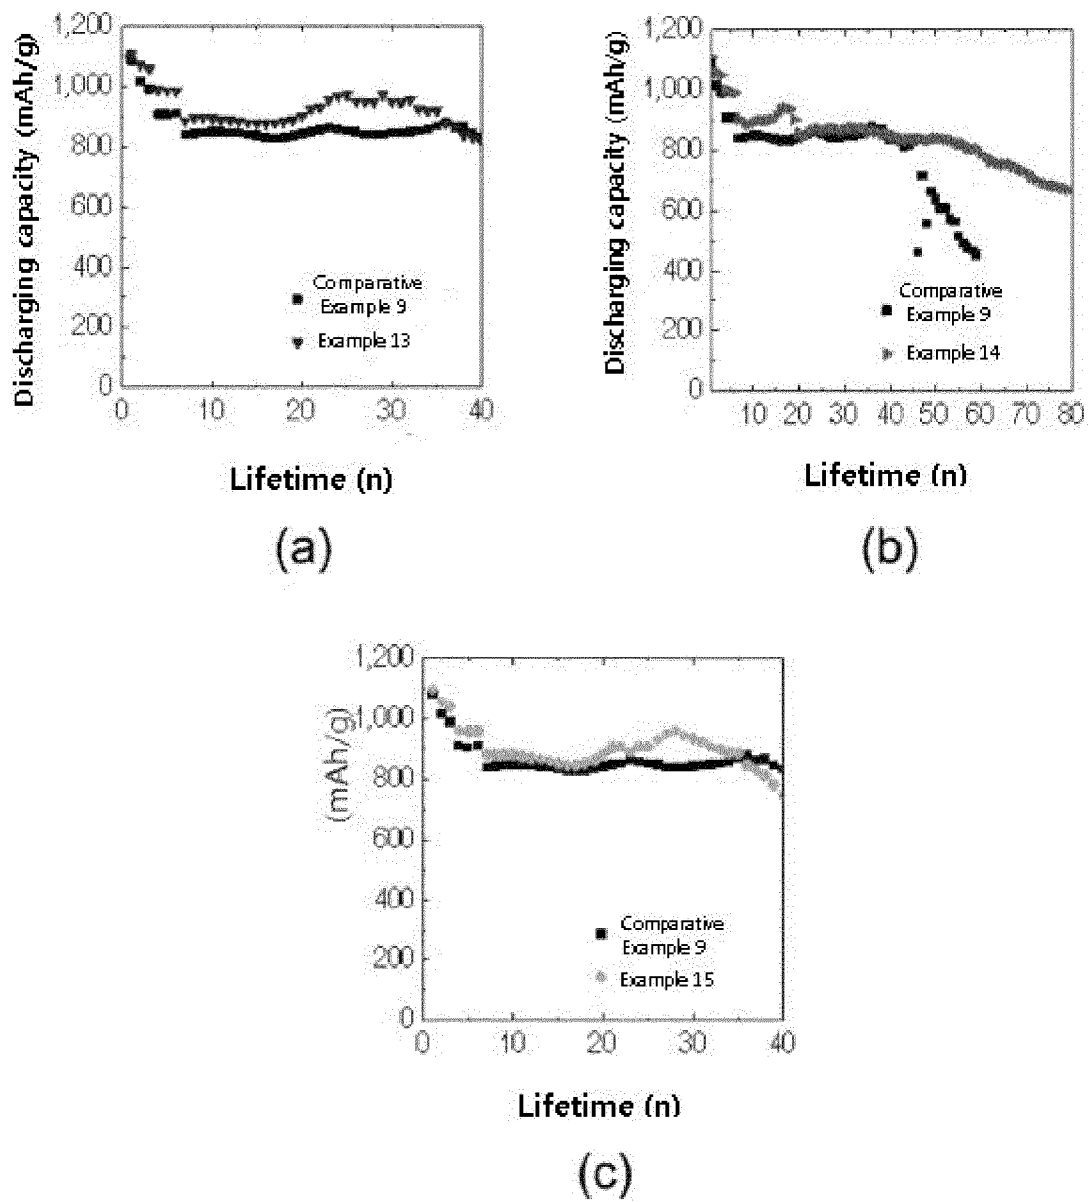 1,200
1,000
800
600
400
200
0
Discharging capacity (mAh/g)
Comparative
Example 9
Example 13
0 10 20 30 40
Lifetime (n)
(a)
1,200
1,000
800
600
400
200
0
Discharging capacity (mAh/g)
Comparative
Example 9
Example 14
10 20 30 40 50 60 70 80
Lifetime (n)
(b)
1,200
1,000
800
600
400
200
0
(mAh/g)
Comparative
Example 9
Example 15
0 10 20 30 40
Lifetime (n)
(c)